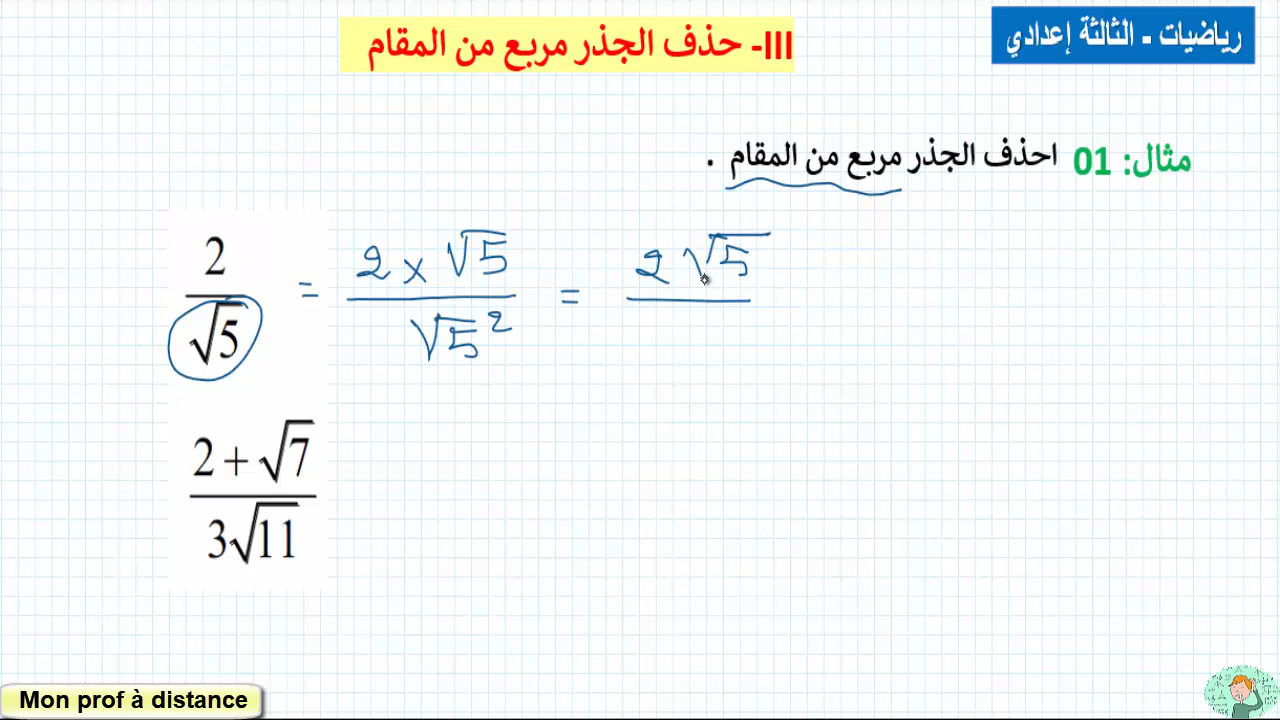 رياضيات - الثالثة إعدادي
III- حذف الجذر مربع من المقام
مثال: 01 احذف الجذر مربع من المقام .
2/√5 = (2 × √5)/(√5²) = 2√5/
(2 + √7)/(3√11)
Mon prof à distance